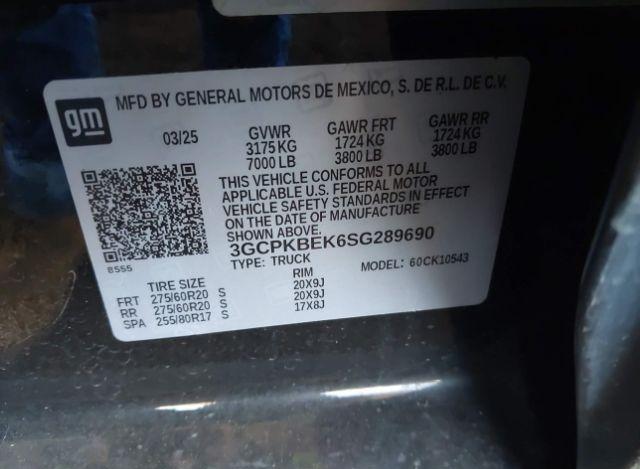 gm
MFD BY GENERAL MOTORS DE MEXICO, S. DE R.L. DE C.V.
03/25 GVWR GAWR FRT GAWR RR
3175 KG 1724 KG 1724 KG
7000 LB 3800 LB 3800 LB
THIS VEHICLE CONFORMS TO ALL
APPLICABLE U.S. FEDERAL MOTOR
VEHICLE SAFETY STANDARDS IN EFFECT
ON THE DATE OF MANUFACTURE
SHOWN ABOVE.
3GCPKBEK6SG289690
TYPE: TRUCK MODEL: 60CK10543
8555
TIRE SIZE RIM
FRT 275/60R20 S 20X9J
RR 275/60R20 S 20X9J
SPA 255/80R17 S 17X8J